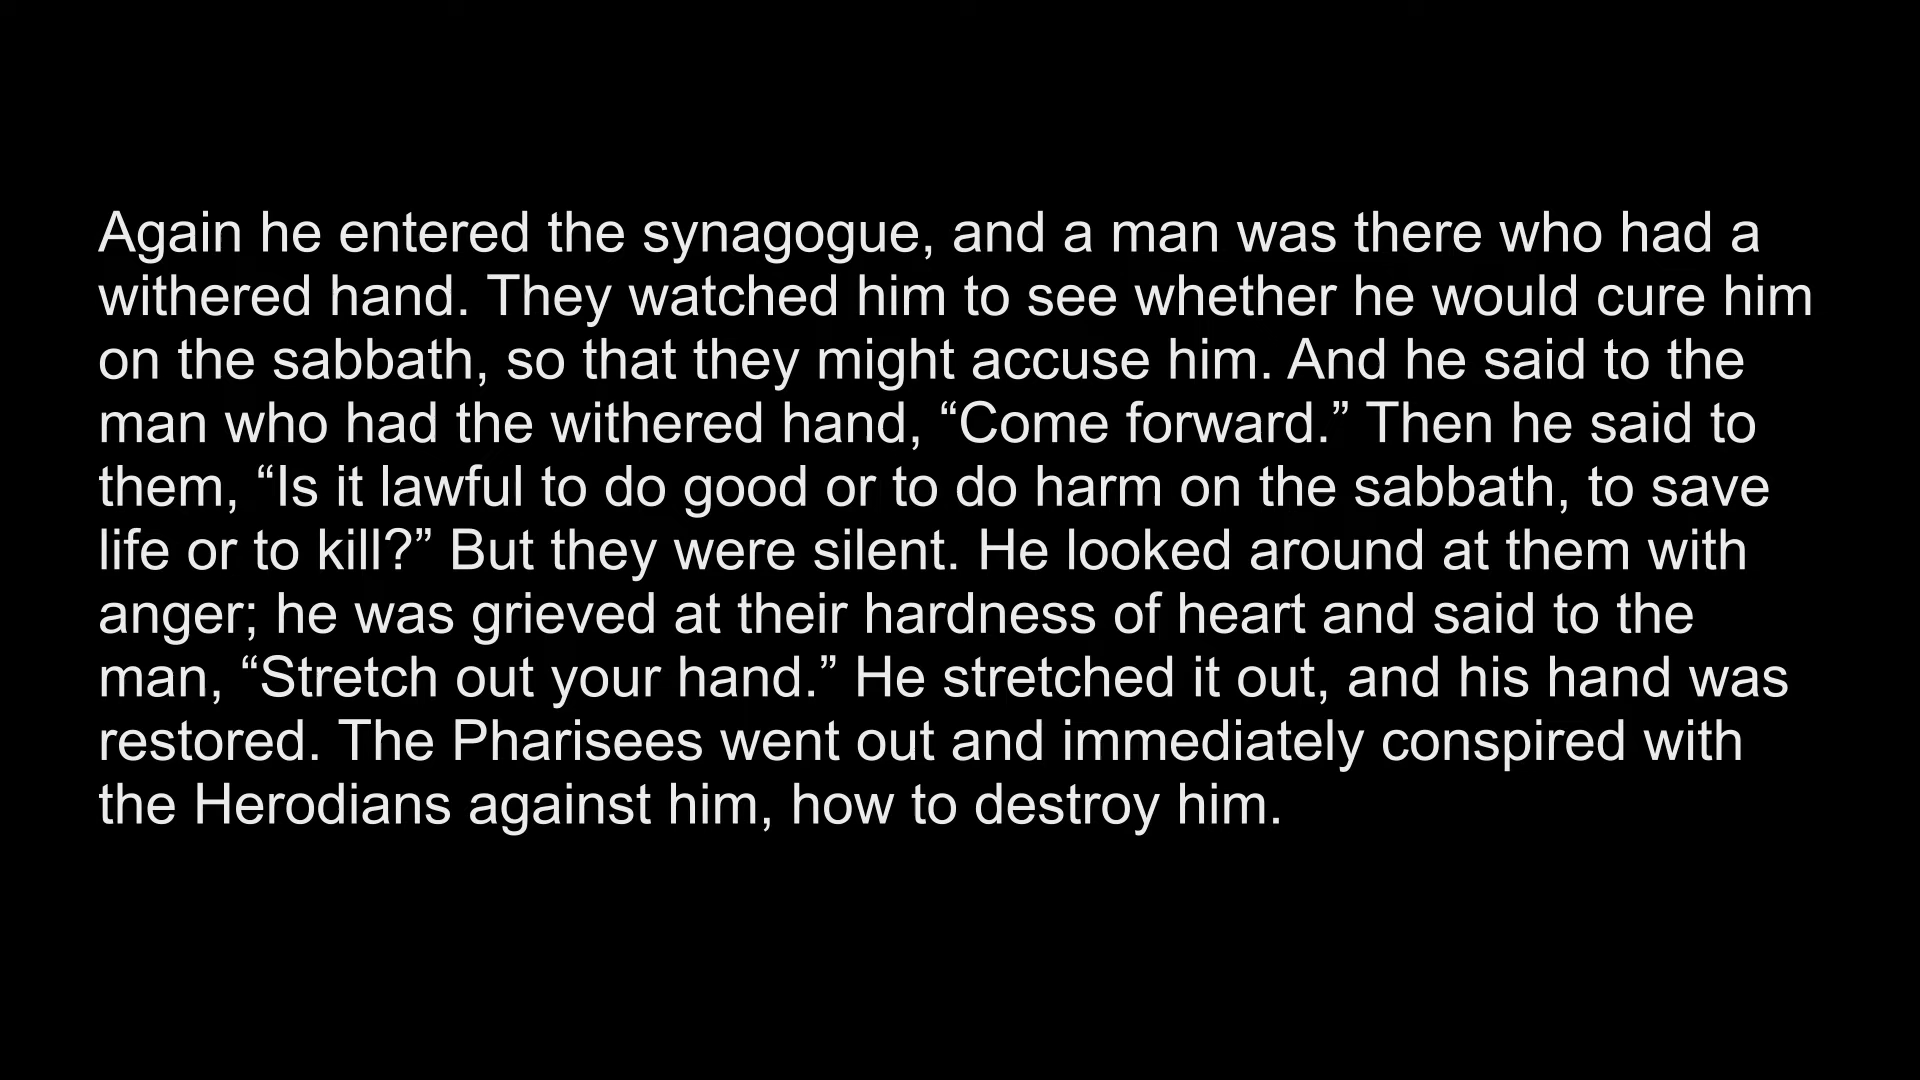 Again he entered the synagogue, and a man was there who had a
withered hand. They watched him to see whether he would cure him
on the sabbath, so that they might accuse him. And he said to the
man who had the withered hand, “Come forward.” Then he said to
them, “Is it lawful to do good or to do harm on the sabbath, to save
life or to kill?” But they were silent. He looked around at them with
anger; he was grieved at their hardness of heart and said to the
man, “Stretch out your hand.” He stretched it out, and his hand was
restored. The Pharisees went out and immediately conspired with
the Herodians against him, how to destroy him.